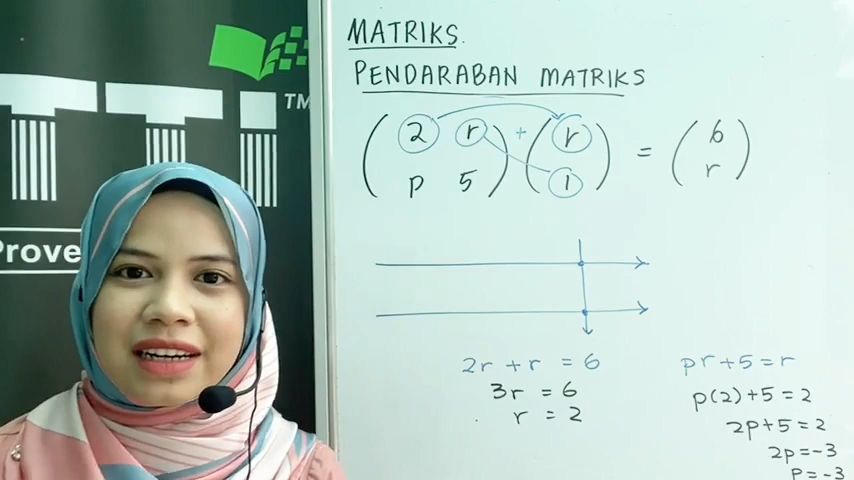 TTi TM
Prove
MATRIKS.
PENDARABAN MATRIKS
( 2 r ) + ( r ) = ( 6 )
( p 5 ) ( 1 ) ( r )
2r + r = 6
3r = 6
r = 2
pr + 5 = r
p(2) + 5 = 2
2p + 5 = 2
2p = -3
p = -3